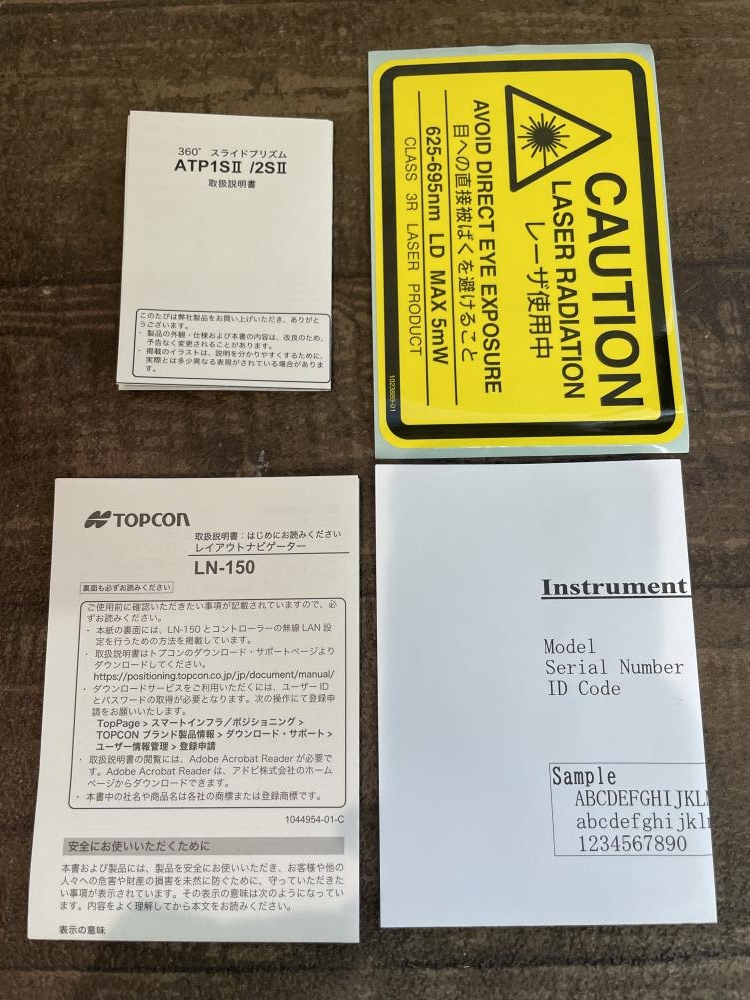 360° スライドプリズム
ATP1SⅡ /2SⅡ
取扱説明書
このたびは弊社製品をお買い上げいただき、ありがと
うございます。
・ 製品の外観・仕様および本書の内容は、改良のため、
予告なく変更されることがあります。
・ 掲載のイラストは、説明を分かりやすくするために、
実際とは多少異なる表現がされている場合がありま
す。
CAUTION
LASER RADIATION
レーザ使用中
AVOID DIRECT EYE EXPOSURE
目への直接被ばくを避けること
625-695nm LD MAX 5mW
CLASS 3R LASER PRODUCT
1023889-01
TOPCON
取扱説明書：はじめにお読みください
レイアウトナビゲーター
LN-150
裏面も必ずお読みください
ご使用前に確認いただきたい事項が記載されていますので、必
ずお読みください。
・ 本紙の裏面には、LN-150 とコントローラーの無線 LAN 設
定を行うための方法を掲載しています。
・ 取扱説明書はトプコンのダウンロード・サポートページより
ダウンロードしてください。
https://positioning.topcon.co.jp/jp/document/manual/
・ ダウンロードサービスをご利用いただくには、ユーザー ID
とパスワードの取得が必要となります。次の操作にて登録申
請をお願いいたします。
TopPage > スマートインフラ／ポジショニング >
TOPCON ブランド製品情報 > ダウンロード・サポート >
ユーザー情報管理 > 登録申請
・ 取扱説明書の閲覧には、Adobe Acrobat Reader が必要で
す。Adobe Acrobat Reader は、アドビ株式会社のホーム
ページからダウンロードできます。
・ 本書中の社名や商品名は各社の商標または登録商標です。
1044954-01-C
安全にお使いいただくために
本書および製品には、製品を安全にお使いいただき、お客様や他の
人々への危害や財産の損害を未然に防ぐために、守っていただきた
い事項が表示されています。その表示の意味は次のようになってい
ます。内容をよく理解してから本文をお読みください。
表示の意味
Instrument
Model
Serial Number
ID Code
Sample
ABCDEFGHIJKL
abcdefghijkl
1234567890